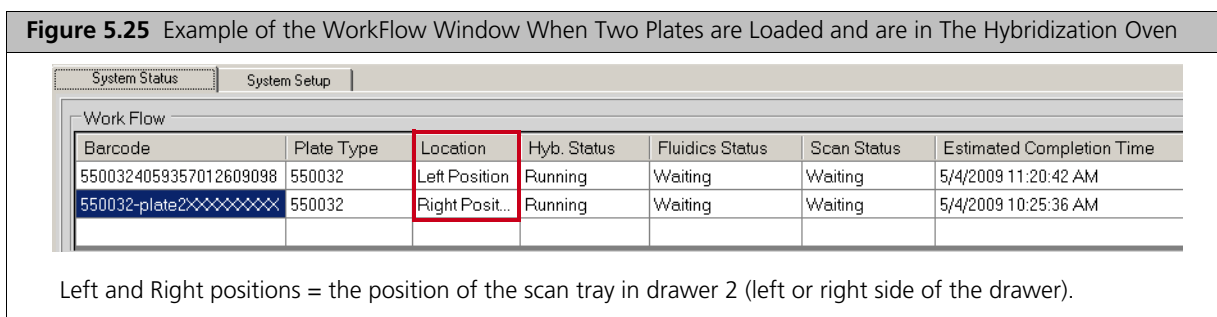 Figure 5.25 Example of the WorkFlow Window When Two Plates are Loaded and are in The Hybridization Oven
System Status System Setup
Work Flow
Barcode Plate Type Location Hyb. Status Fluidics Status Scan Status Estimated Completion Time
5500324059357012609098 550032 Left Position Running Waiting Waiting 5/4/2009 11:20:42 AM
550032-plate2XXXXXXXXX 550032 Right Posit... Running Waiting Waiting 5/4/2009 10:25:36 AM
Left and Right positions = the position of the scan tray in drawer 2 (left or right side of the drawer).